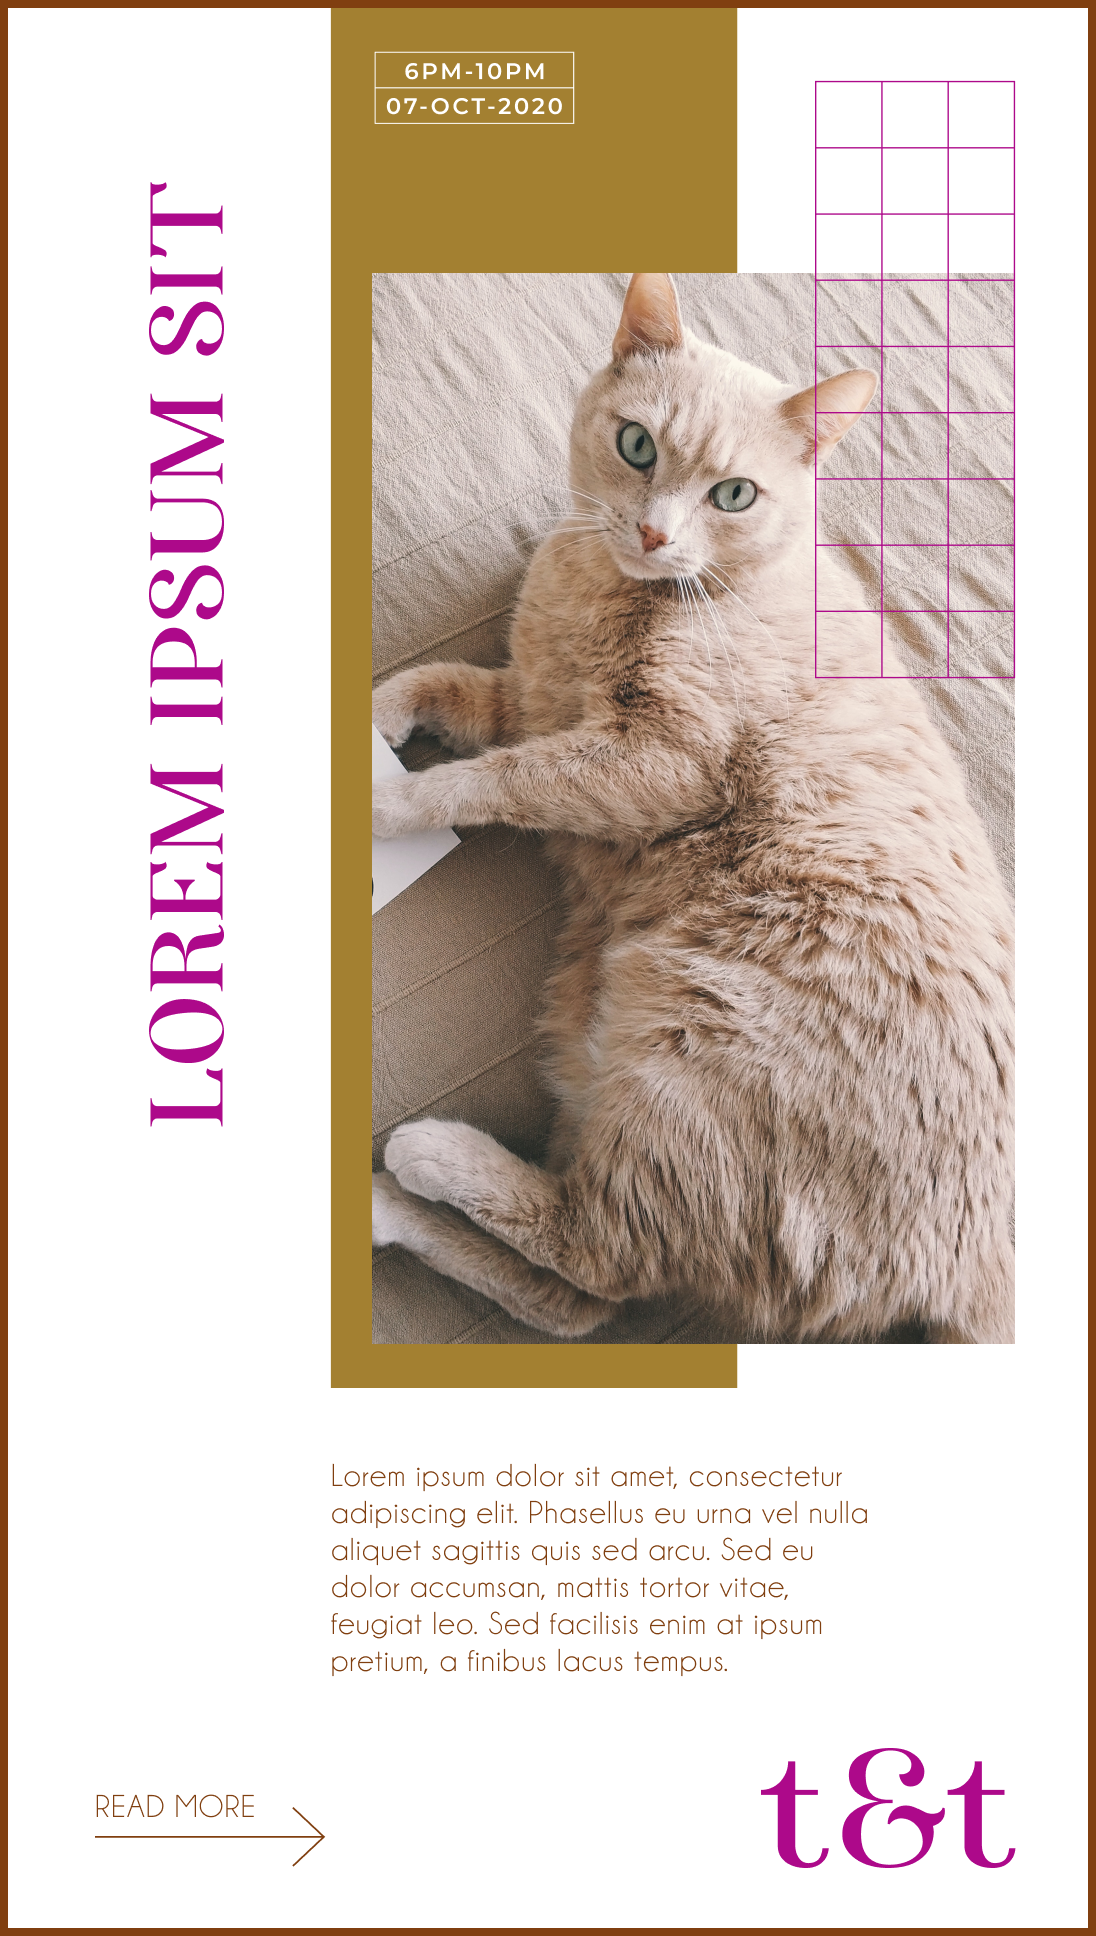 6PM-10PM
07-OCT-2020
LOREM IPSUM SIT
Lorem ipsum dolor sit amet, consectetur
adipiscing elit. Phasellus eu urna vel nulla
aliquet sagittis quis sed arcu. Sed eu
dolor accumsan, mattis tortor vitae,
feugiat leo. Sed facilisis enim at ipsum
pretium, a finibus lacus tempus.
READ MORE
t&t